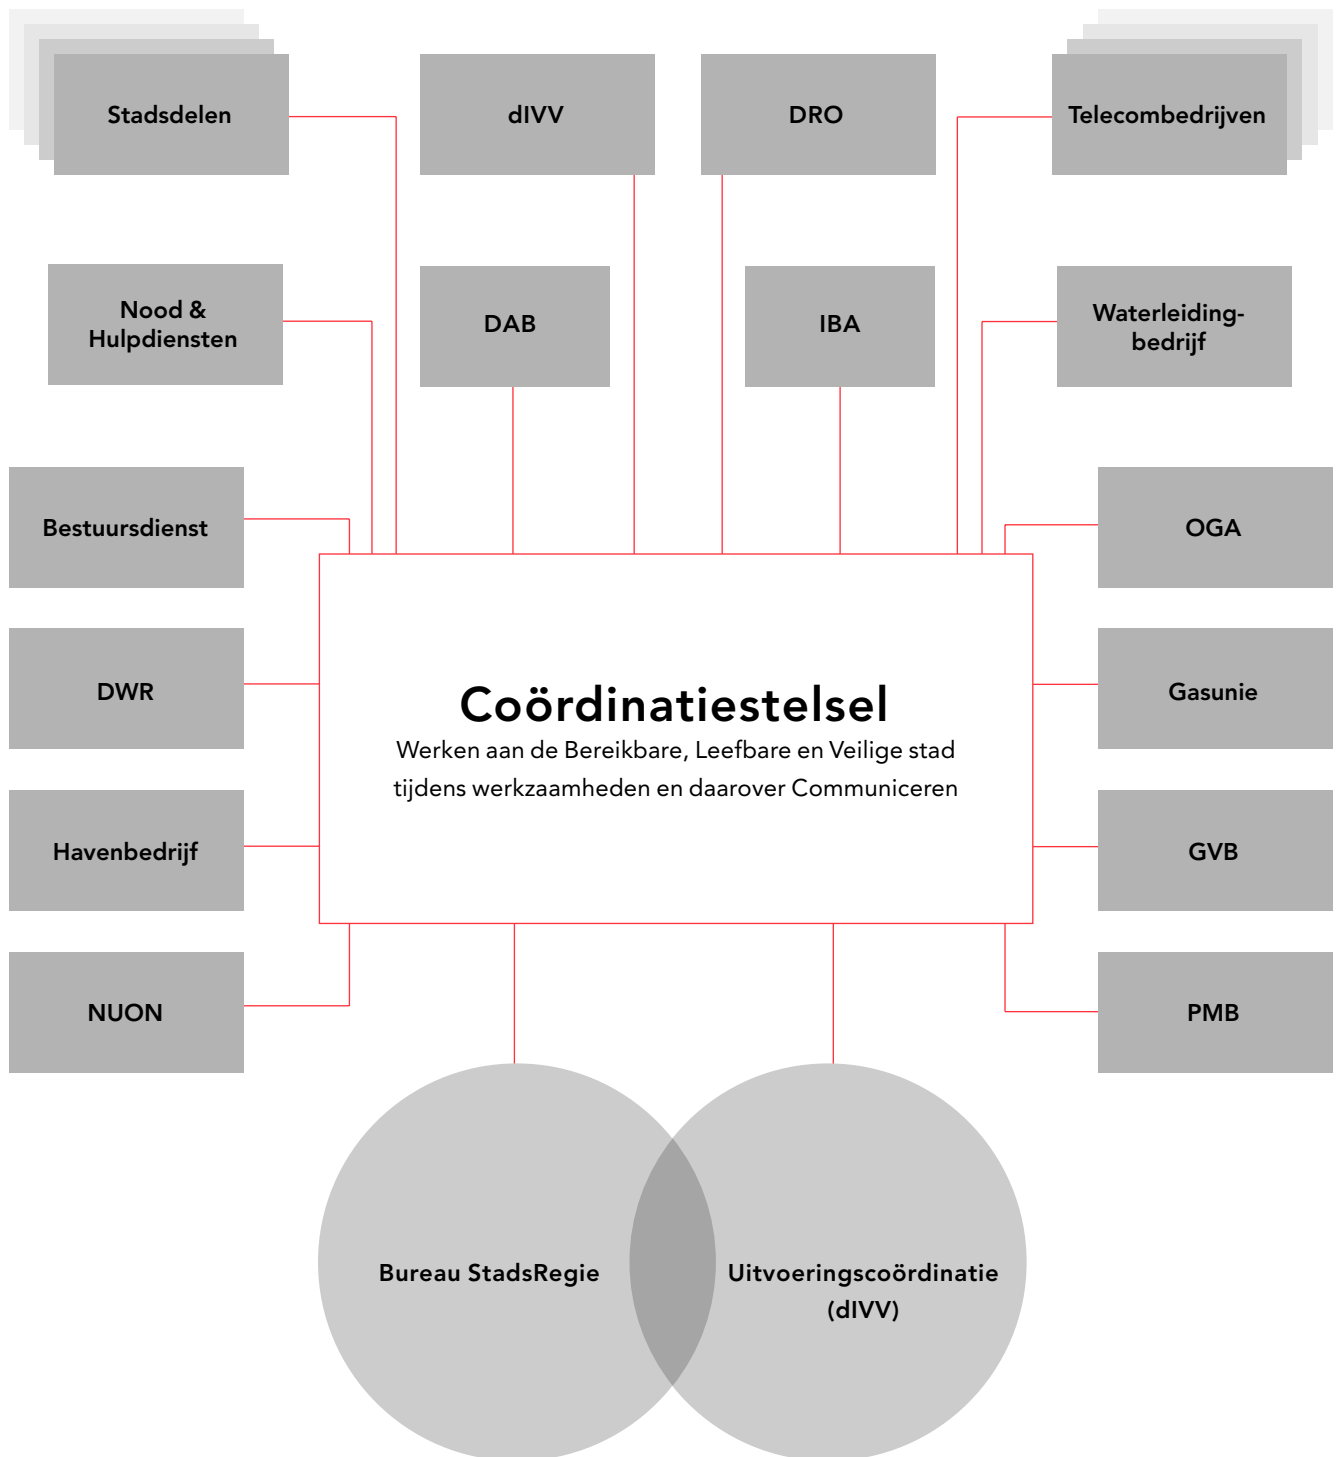 Stadsdelen
dIVV
DRO
Telecombedrijven
Nood &
Hulpdiensten
DAB
IBA
Waterleiding-
bedrijf
Bestuursdienst
OGA
DWR
Gasunie
Coördinatiestelsel
Werken aan de Bereikbare, Leefbare en Veilige stad
tijdens werkzaamheden en daarover Communiceren
Havenbedrijf
GVB
NUON
PMB
Bureau StadsRegie
Uitvoeringscoördinatie
(dIVV)